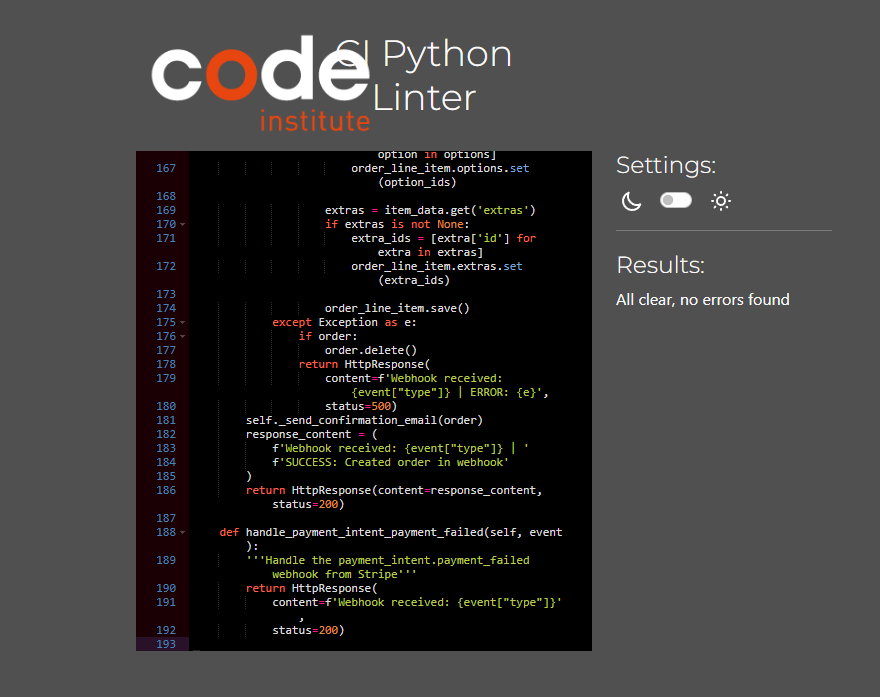 code
institute
CI Python
Linter
option in options]
167 order_line_item.options.set
(option_ids)
168
169 extras = item_data.get('extras')
170 if extras is not None:
171 extra_ids = [extra['id'] for
extra in extras]
172 order_line_item.extras.set
(extra_ids)
173
174 order_line_item.save()
175 except Exception as e:
176 if order:
177 order.delete()
178 return HttpResponse(
179 content=f'Webhook received:
{event["type"]} | ERROR: {e}',
180 status=500)
181 self._send_confirmation_email(order)
182 response_content = (
183 f'Webhook received: {event["type"]} | '
184 f'SUCCESS: Created order in webhook'
185 )
186 return HttpResponse(content=response_content,
status=200)
187
188 def handle_payment_intent_payment_failed(self, event
):
189 '''Handle the payment_intent.payment_failed
webhook from Stripe'''
190 return HttpResponse(
191 content=f'Webhook received: {event["type"]}'
,
192 status=200)
193
Settings:
Results:
All clear, no errors found